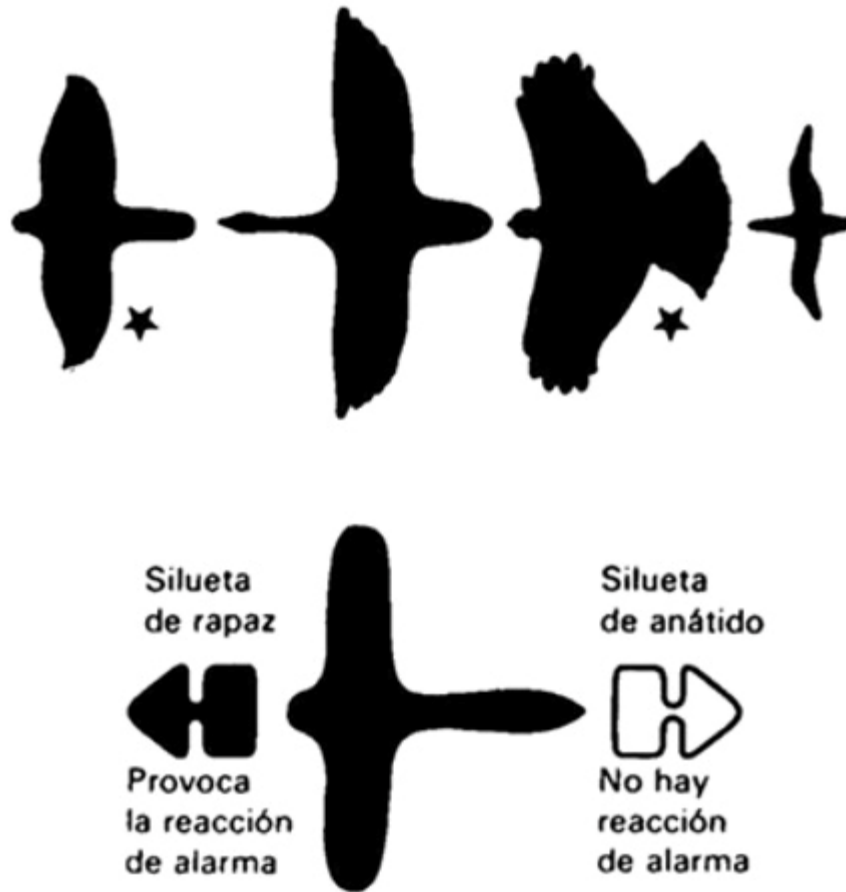 Silueta
de rapaz
Silueta
de anátido
Provoca
la reacción
de alarma
No hay
reacción
de alarma